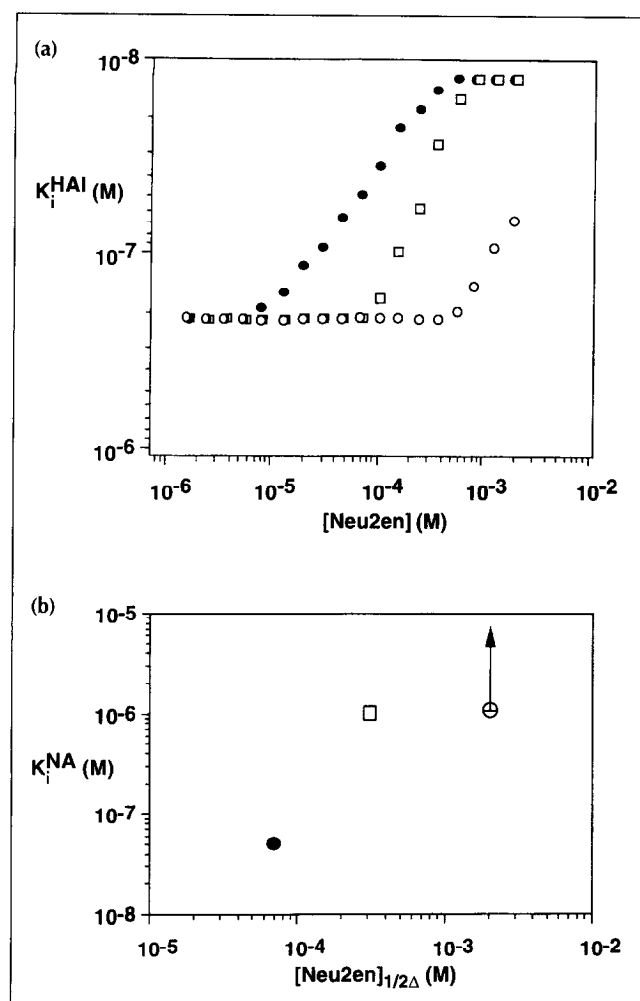 (a)
10⁻⁸
K_i^HAI (M)
10⁻⁷
10⁻⁶
10⁻⁶ 10⁻⁵ 10⁻⁴ 10⁻³ 10⁻²
[Neu2en] (M)
(b)
10⁻⁵
10⁻⁶
K_i^NA (M)
10⁻⁷
10⁻⁸
10⁻⁵ 10⁻⁴ 10⁻³ 10⁻²
[Neu2en]₁/₂Δ (M)